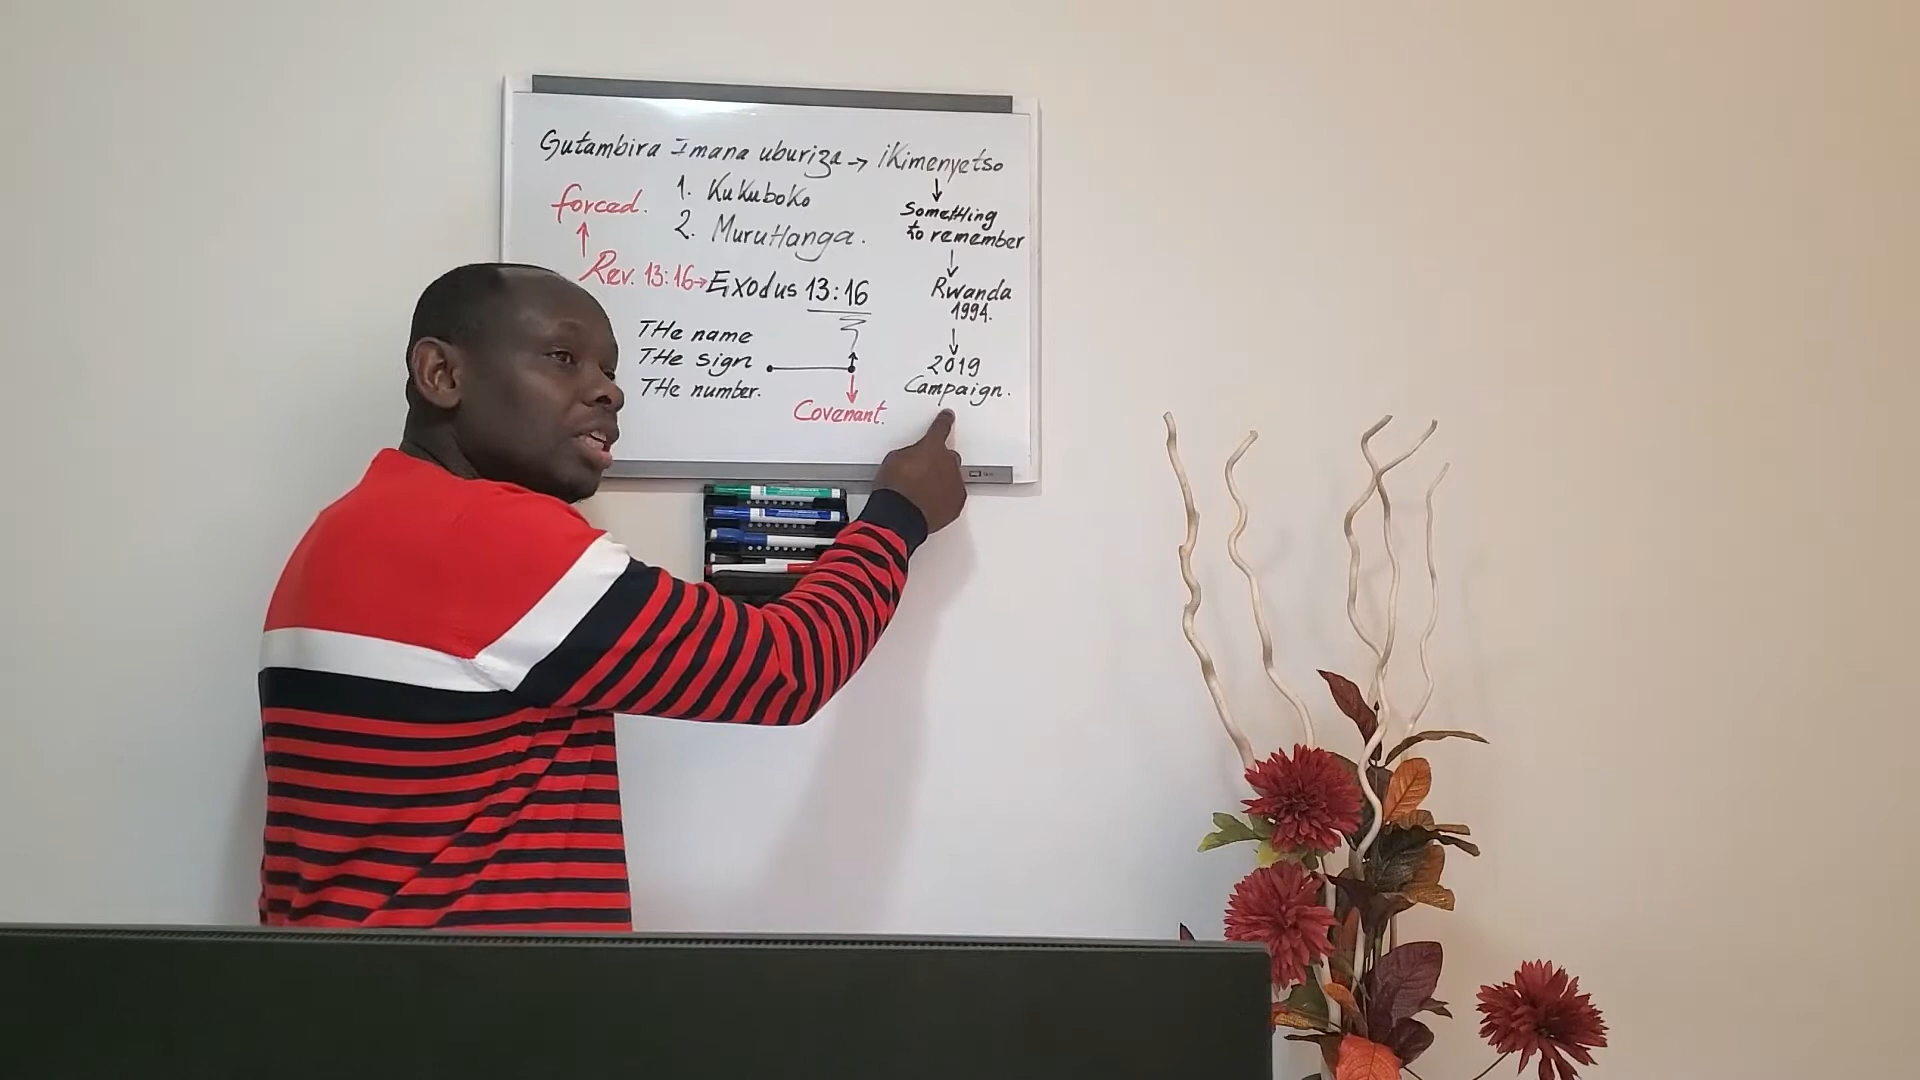 Gutambira Imana uburiza → iKimenyetso
1. KuKuboKo
2. MuruHanga.
forced.
Rev. 13:16→Exodus 13:16
THe name
THe sign
THe number.
Covenant.
SometHing
to remember
Rwanda
1994.
2019
Campaign.